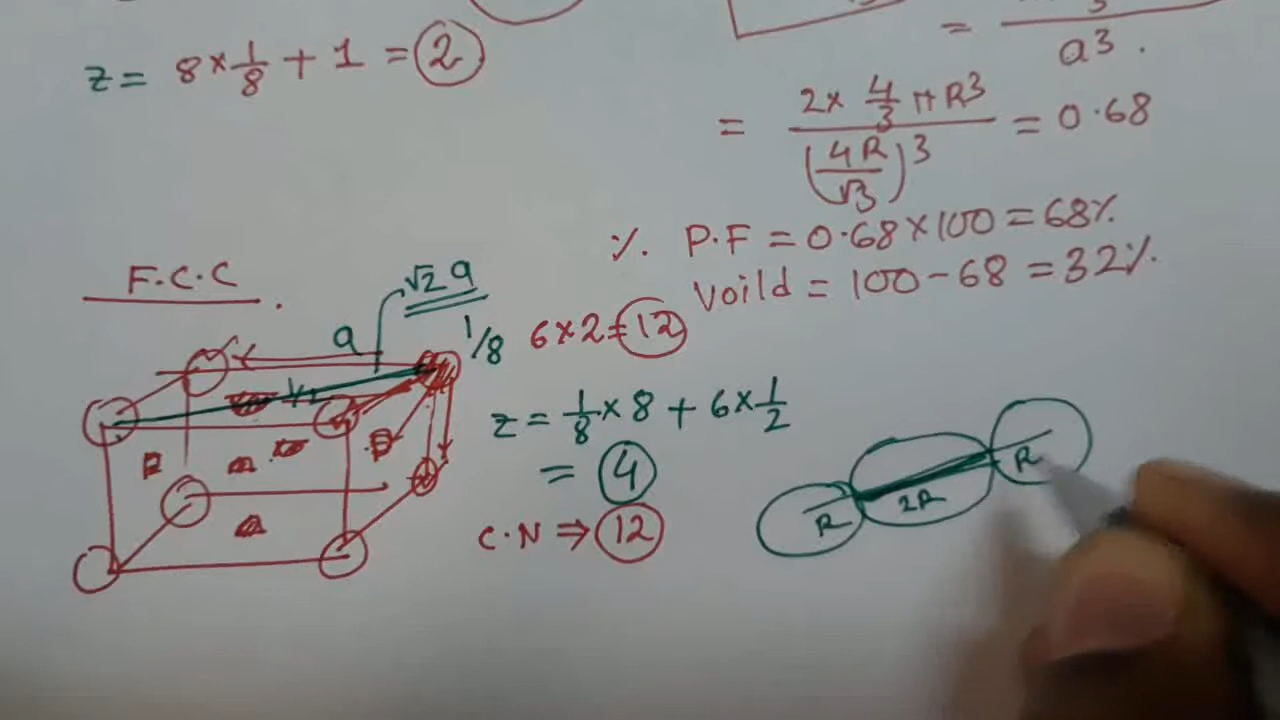 z = 8 × 1/8 + 1 = 2
= a³ .
= 2 × 4/3 πR³ / (4R/√3)³ = 0.68
% P.F = 0.68 × 100 = 68%
Voild = 100 - 68 = 32%
F.C.C .
√2 a
a
1/8
6 × 2 = 12
z = 1/8 × 8 + 6 × 1/2
= 4
C.N ⇒ 12
R 2R R